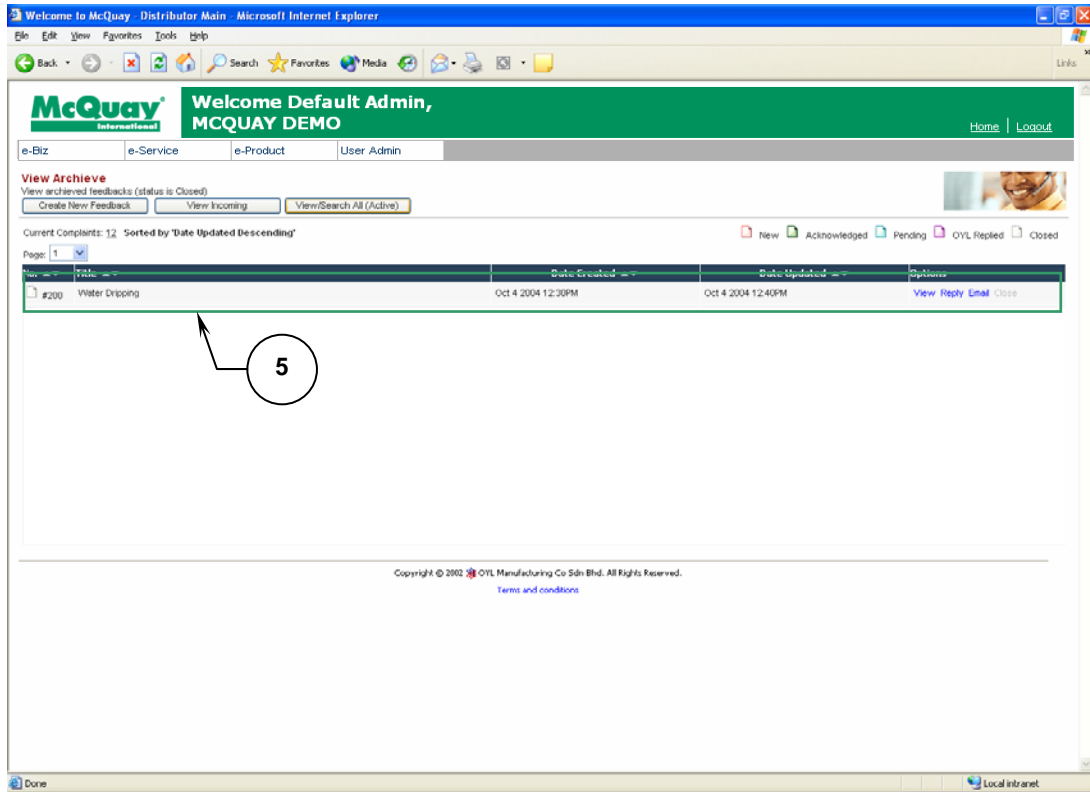 Welcome to McQuay - Distributor Main - Microsoft Internet Explorer
File Edit View Favorites Tools Help
Back Search Favorites Media Links
McQuay
International
Welcome Default Admin,
MCQUAY DEMO
Home | Logout
e-Biz e-Service e-Product User Admin
View Archieve
View archieved feedbacks (status is Closed)
Create New Feedback View Incoming View/Search All (Active)
Current Complaints: 12 Sorted by 'Date Updated Descending'
New Acknowledged Pending OYL Replied Closed
Page: 1
No. Title Date Created Date Updated Options
#200 Water Dripping Oct 4 2004 12:30PM Oct 4 2004 12:40PM View Reply Email Close
5
Copyright © 2002 OYL Manufacturing Co Sdn Bhd. All Rights Reserved.
Terms and conditions
Done Local intranet